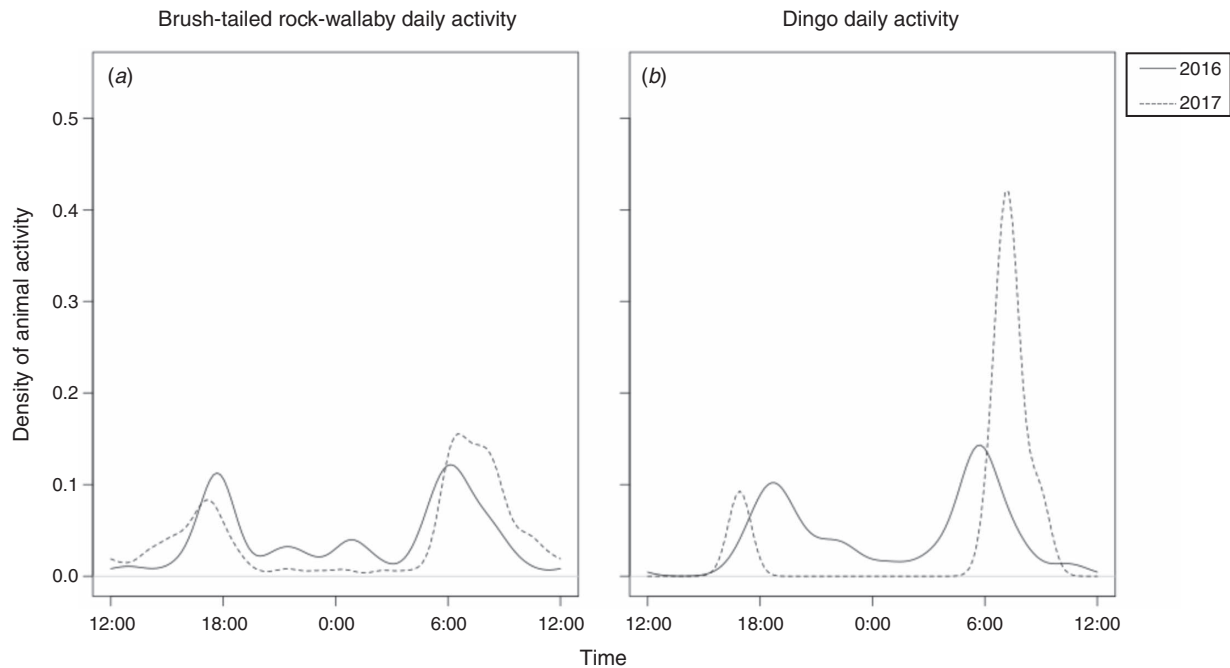 Brush-tailed rock-wallaby daily activity
Dingo daily activity
(a)
(b)
2016
2017
Density of animal activity
0.5
0.4
0.3
0.2
0.1
0.0
12:00 18:00 0:00 6:00 12:00
12:00 18:00 0:00 6:00 12:00
Time